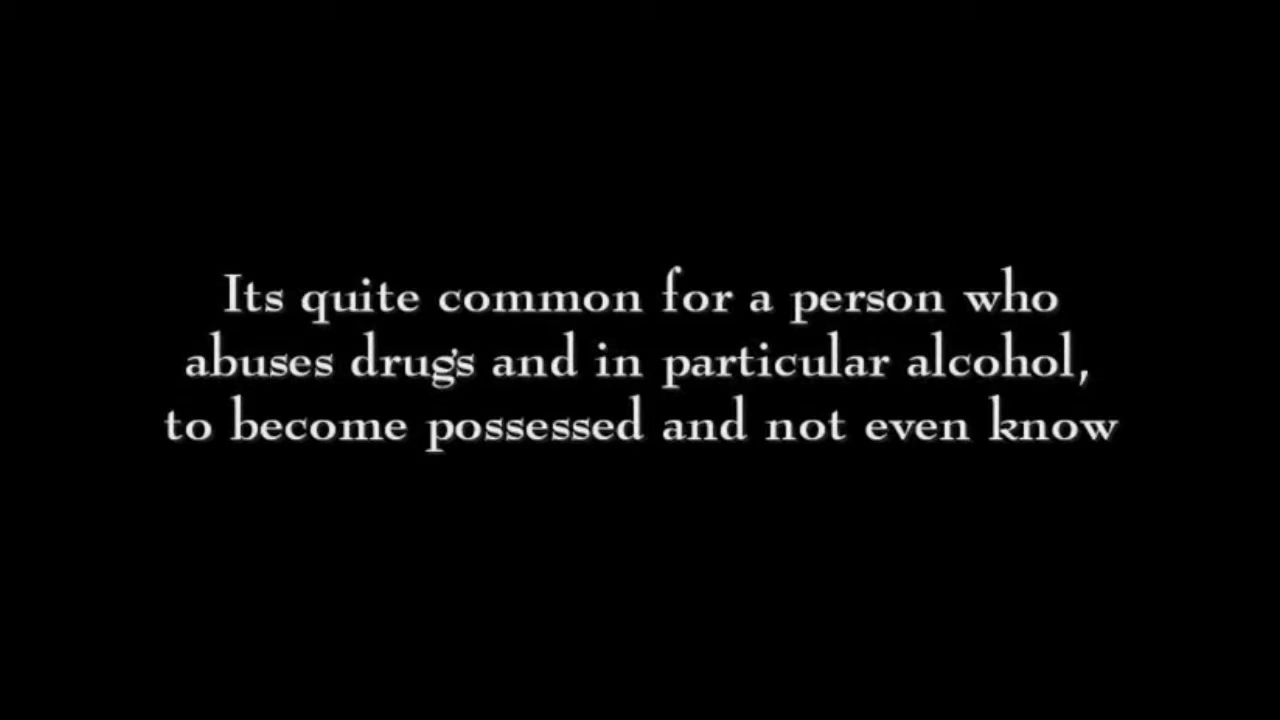 Its quite common for a person who
abuses drugs and in particular alcohol,
to become possessed and not even know